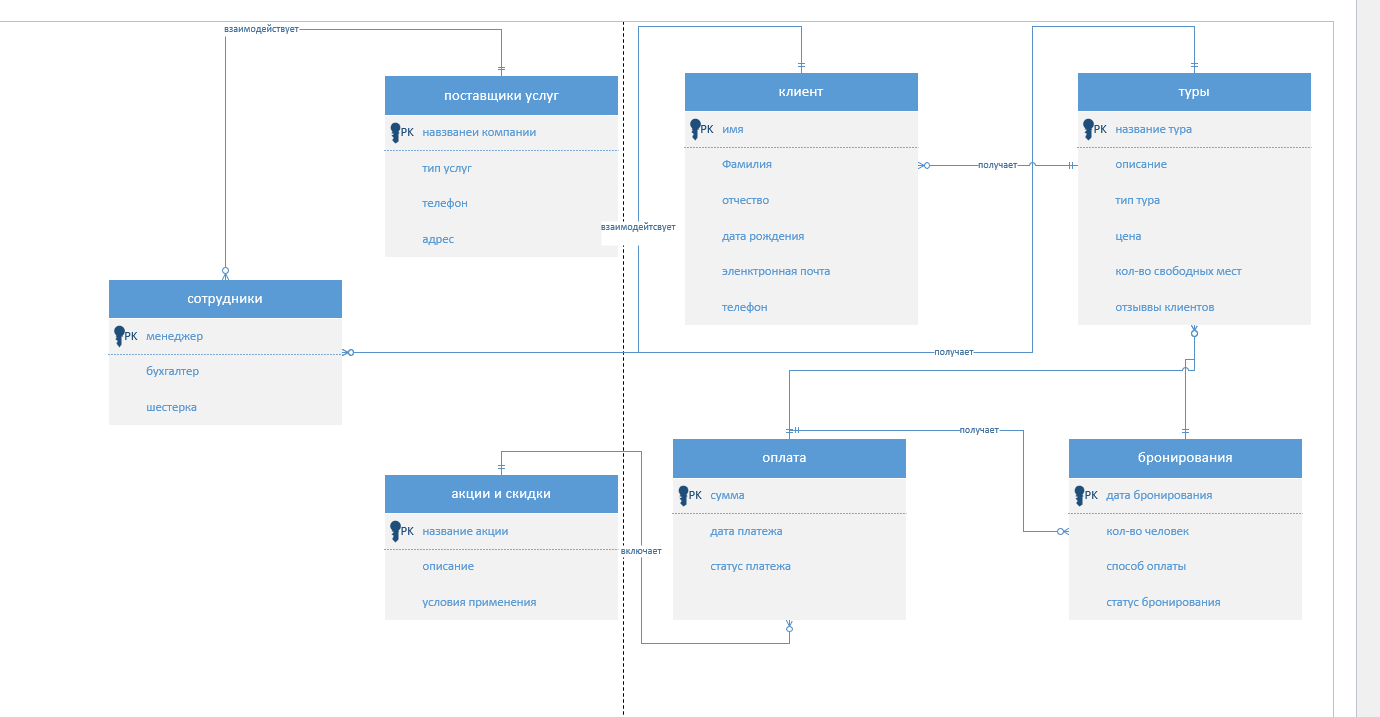 взаимодействует
поставщики услуг
PK навзванеи компании
тип услуг
телефон
адрес
клиент
PK имя
Фамилия
отчество
дата рождения
эленктронная почта
телефон
туры
PK название тура
описание
тип тура
цена
кол-во свободных мест
отзыввы клиентов
получает
взаимодейтсвует
сотрудники
PK менеджер
бухгалтер
шестерка
получает
получает
акции и скидки
PK название акции
описание
условия применения
включает
оплата
PK сумма
дата платежа
статус платежа
бронирования
PK дата бронирования
кол-во человек
способ оплаты
статус бронирования